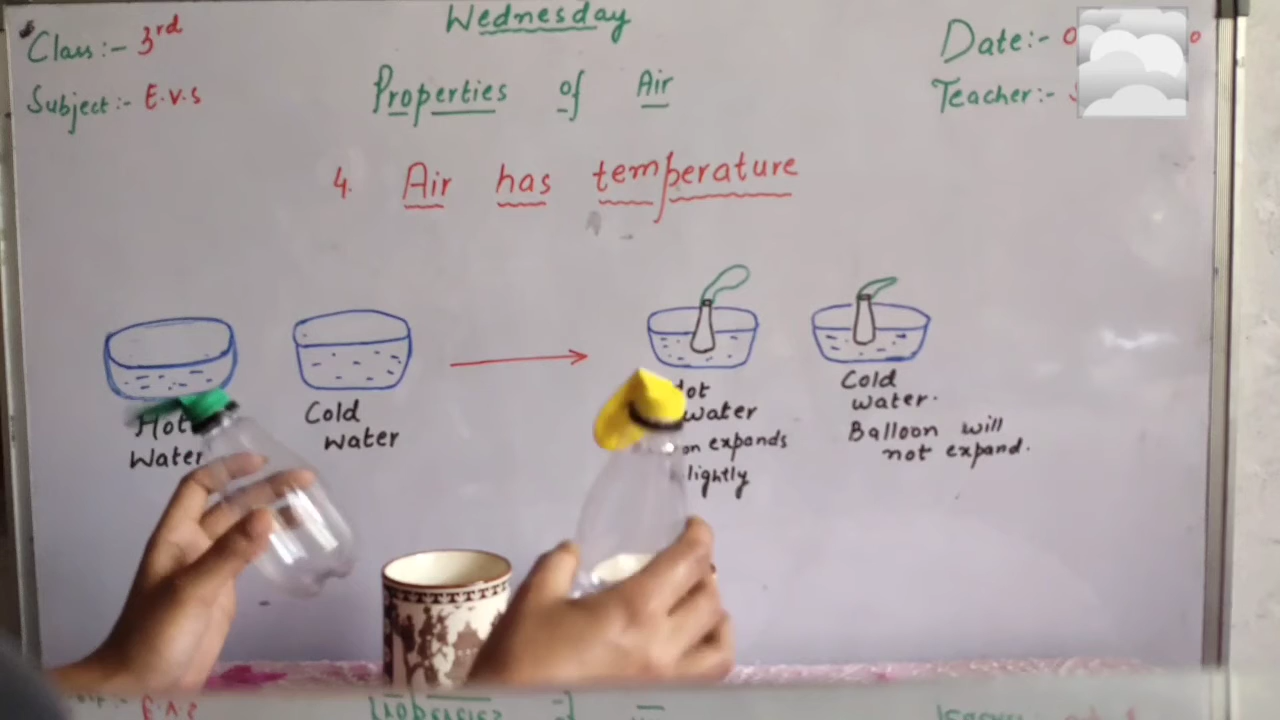 Wednesday
Class:- 3rd
Date:-
Subject:- E.V.S
Properties of Air
Teacher:-
4. Air has temperature
Hot
Water
Cold
Water
water
expands
Cold
water.
Balloon will
not expand.